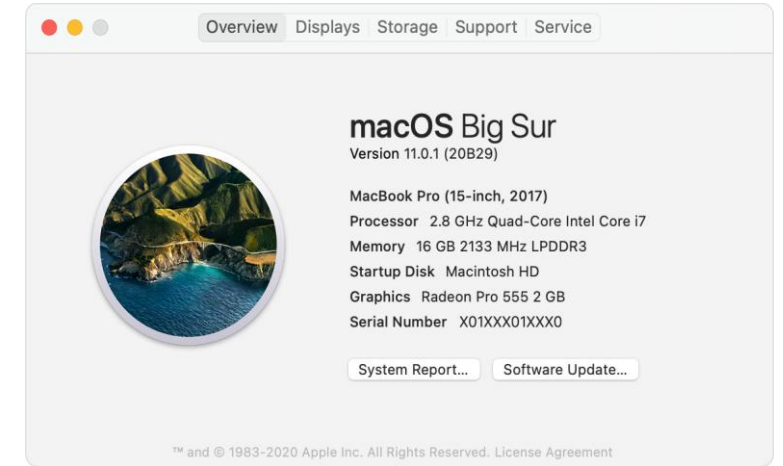 Overview Displays Storage Support Service
macOS Big Sur
Version 11.0.1 (20B29)
MacBook Pro (15-inch, 2017)
Processor 2.8 GHz Quad-Core Intel Core i7
Memory 16 GB 2133 MHz LPDDR3
Startup Disk Macintosh HD
Graphics Radeon Pro 555 2 GB
Serial Number X01XXX01XXX0
System Report... Software Update...
™ and © 1983-2020 Apple Inc. All Rights Reserved. License Agreement